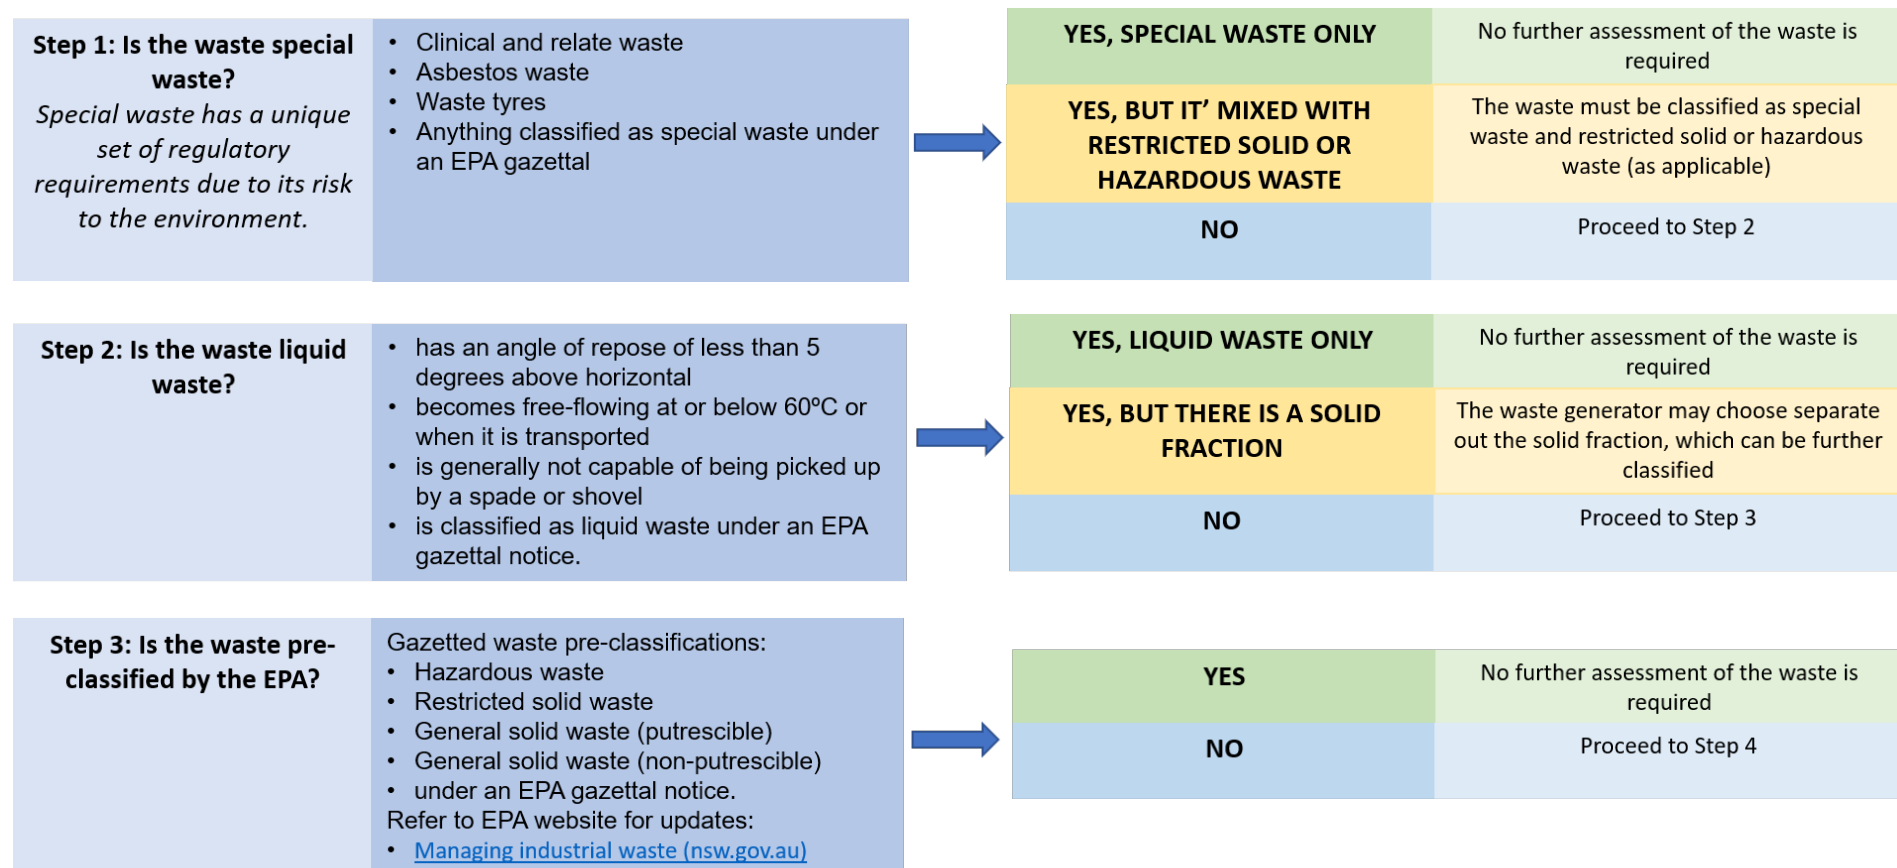 Step 1: Is the waste special
waste?
Special waste has a unique
set of regulatory
requirements due to its risk
to the environment.
• Clinical and relate waste
• Asbestos waste
• Waste tyres
• Anything classified as special waste under
an EPA gazettal
YES, SPECIAL WASTE ONLY
No further assessment of the waste is
required
YES, BUT IT’ MIXED WITH
RESTRICTED SOLID OR
HAZARDOUS WASTE
The waste must be classified as special
waste and restricted solid or hazardous
waste (as applicable)
NO
Proceed to Step 2
Step 2: Is the waste liquid
waste?
• has an angle of repose of less than 5
degrees above horizontal
• becomes free-flowing at or below 60ºC or
when it is transported
• is generally not capable of being picked up
by a spade or shovel
• is classified as liquid waste under an EPA
gazettal notice.
YES, LIQUID WASTE ONLY
No further assessment of the waste is
required
YES, BUT THERE IS A SOLID
FRACTION
The waste generator may choose separate
out the solid fraction, which can be further
classified
NO
Proceed to Step 3
Step 3: Is the waste pre-
classified by the EPA?
Gazetted waste pre-classifications:
• Hazardous waste
• Restricted solid waste
• General solid waste (putrescible)
• General solid waste (non-putrescible)
• under an EPA gazettal notice.
Refer to EPA website for updates:
• Managing industrial waste (nsw.gov.au)
YES
No further assessment of the waste is
required
NO
Proceed to Step 4